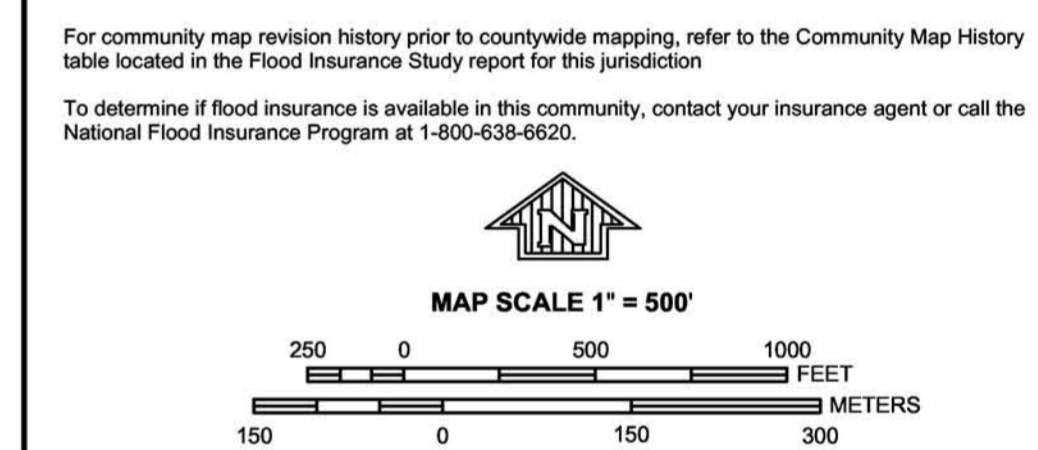 For community map revision history prior to countywide mapping, refer to the Community Map History
table located in the Flood Insurance Study report for this jurisdiction
To determine if flood insurance is available in this community, contact your insurance agent or call the
National Flood Insurance Program at 1-800-638-6620.
N
MAP SCALE 1" = 500'
250 0 500 1000
FEET
METERS
150 0 150 300